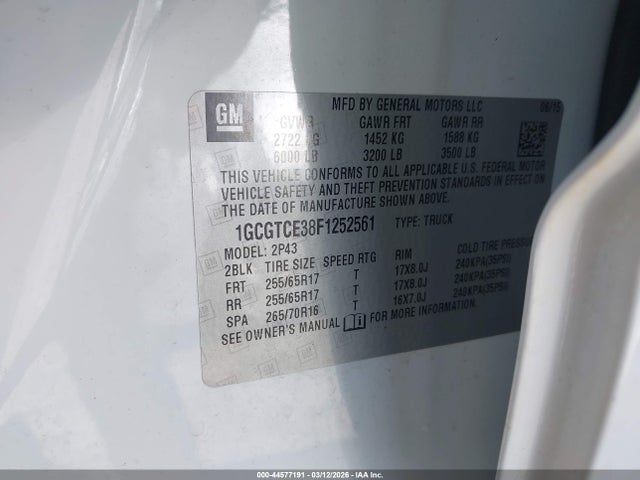 GM
MFD BY GENERAL MOTORS LLC 06/15
GVWR GAWR FRT GAWR RR
2722 KG 1452 KG 1588 KG
6000 LB 3200 LB 3500 LB
THIS VEHICLE CONFORMS TO ALL APPLICABLE U.S. FEDERAL MOTOR
VEHICLE SAFETY AND THEFT PREVENTION STANDARDS IN EFFECT ON
THE DATE OF MANUFACTURE SHOWN ABOVE.
1GCGTCE38F1252561 TYPE: TRUCK
MODEL: 2P43
2BLK TIRE SIZE SPEED RTG RIM COLD TIRE PRESSU
FRT 255/65R17 T 17X8.0J 240KPA(35PSI)
RR 255/65R17 T 17X8.0J 240KPA(35PSI)
SPA 265/70R16 T 16X7.0J 240KPA(35PSI)
SEE OWNER'S MANUAL FOR MORE INFORMATION.
000-44577191 - 03/12/2026 - IAAI, Inc.